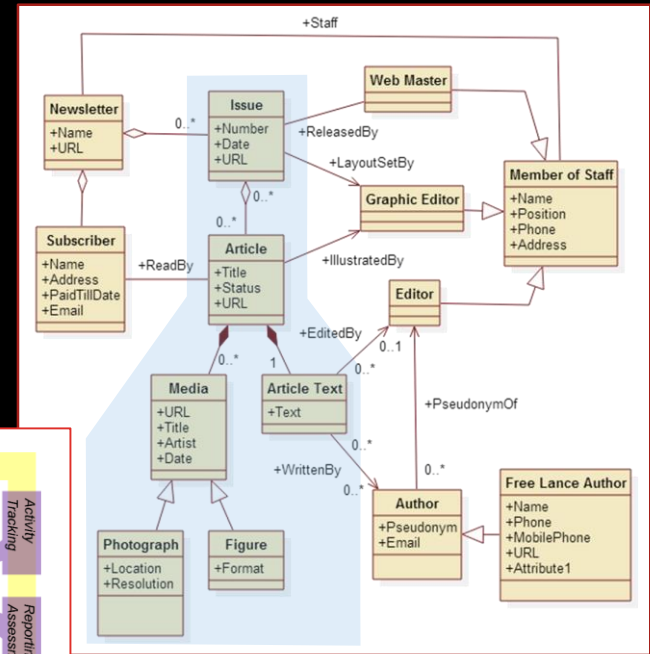 +Staff
Newsletter
+Name
+URL
0..*
Issue
+Number
+Date
+URL
Web Master
+ReleasedBy
+LayoutSetBy
Graphic Editor
Member of Staff
+Name
+Position
+Phone
+Address
0..*
0..*
Subscriber
+Name
+Address
+PaidTillDate
+Email
+ReadBy
Article
+Title
+Status
+URL
+IllustratedBy
Editor
+EditedBy
0..1
0..*
0..*
1
Media
+URL
+Title
+Artist
+Date
Article Text
+Text
+PseudonymOf
0..*
+WrittenBy
0..*
0..*
Author
+Pseudonym
+Email
Free Lance Author
+Name
+Phone
+MobilePhone
+URL
+Attribute1
Photograph
+Location
+Resolution
Figure
+Format
Activity
Tracking